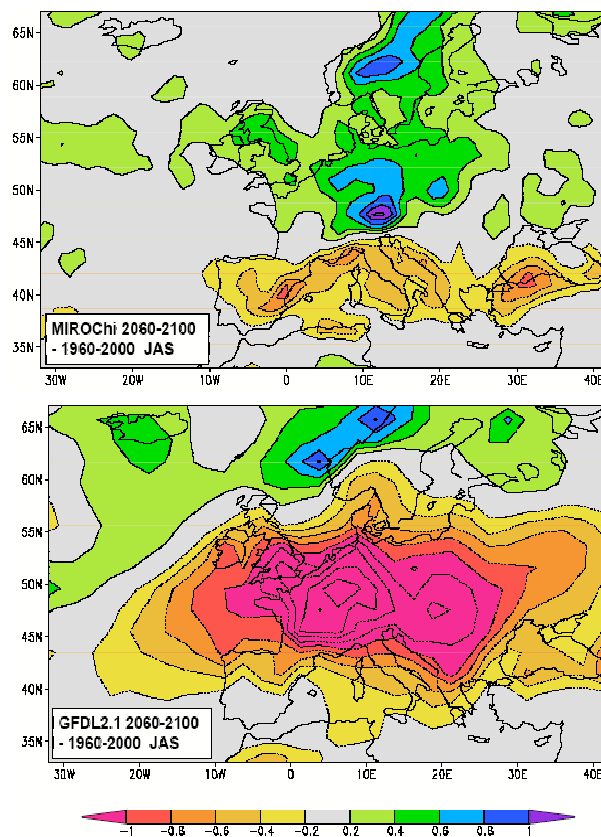 65N
60N
55N
50N
45N
40N
35N
MIROChi 2060-2100
- 1960-2000 JAS
30W 20W 10W 0 10E 20E 30E 40E
65N
60N
55N
50N
45N
40N
35N
GFDL2.1 2060-2100
- 1960-2000 JAS
30W 20W 10W 0 10E 20E 30E 40E
-1 -0.8 -0.6 -0.4 -0.2 0.2 0.4 0.6 0.8 1